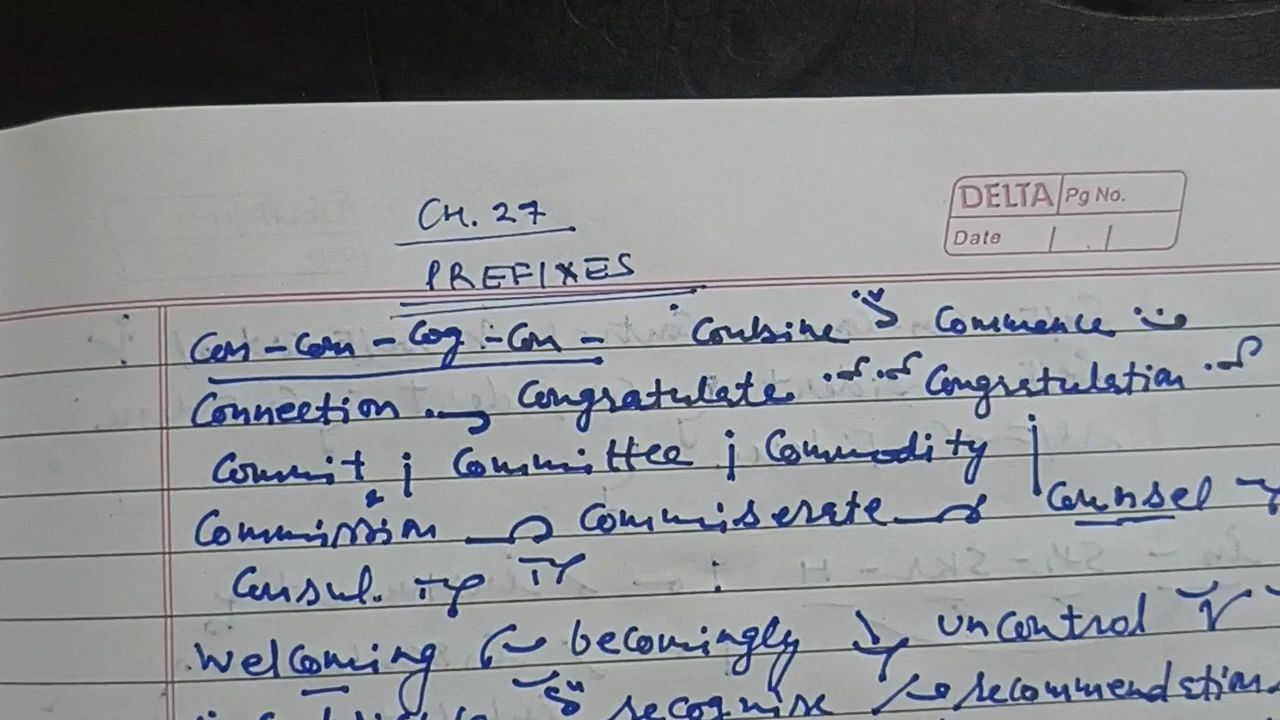 DELTA Pg No.
Date
CH. 27
PREFIXES
Con - Com - Cog - Con - Combine Commence
Connection Congratulate Congratulation
Commit Committee Commodity
Commission Commiserate Counsel
Consul
Welcoming becomingly uncontrol
recognise recommendation